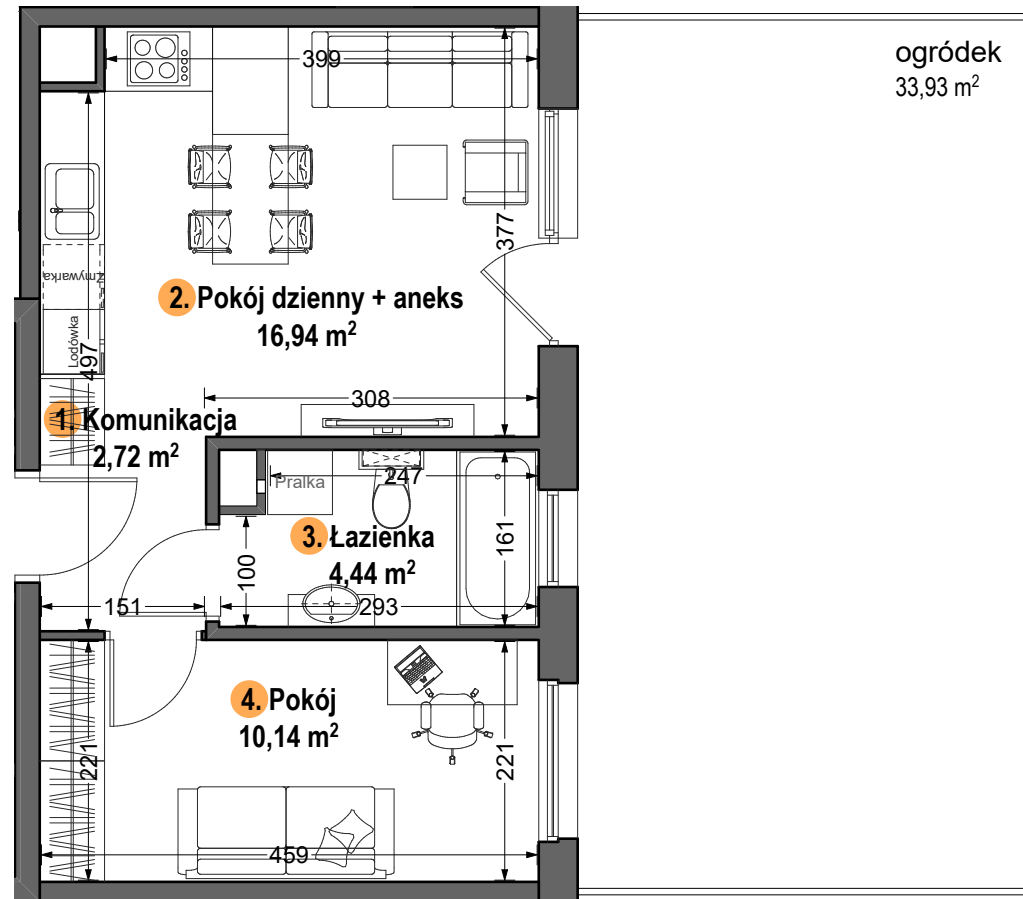 ogródek
33,93 m²
399
377
Zmywarka
2. Pokój dzienny + aneks
16,94 m²
Lodówka
497
308
1. Komunikacja
2,72 m²
247
Pralka
3. Łazienka
4,44 m²
161
100
151
293
4. Pokój
10,14 m²
221
221
459